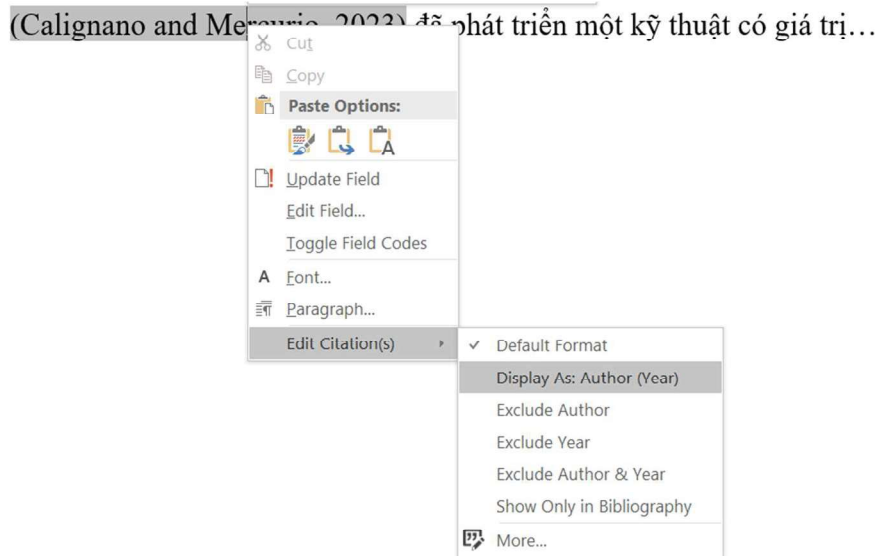 (Calignano and Mercurio, 2023) đã phát triển một kỹ thuật có giá trị…
Cut
Copy
Paste Options:
A
Update Field
Edit Field...
Toggle Field Codes
A Font...
Paragraph...
Edit Citation(s)
Default Format
Display As: Author (Year)
Exclude Author
Exclude Year
Exclude Author & Year
Show Only in Bibliography
More...